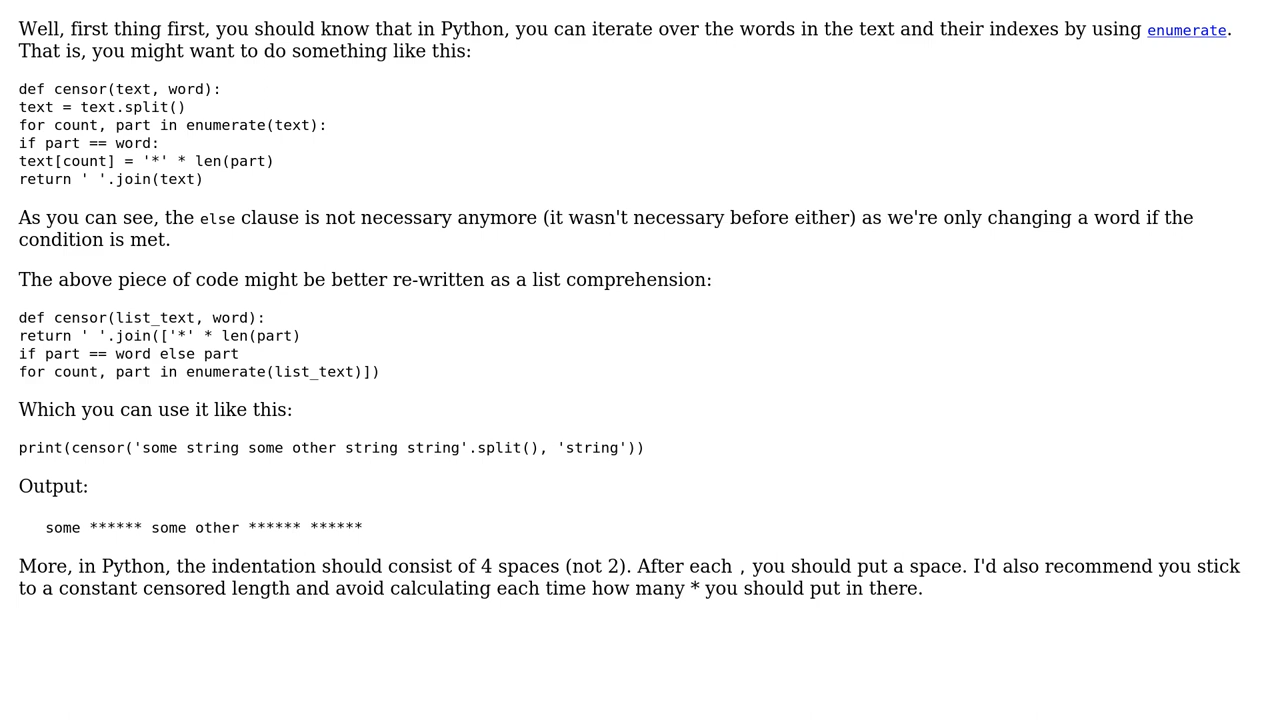 Well, first thing first, you should know that in Python, you can iterate over the words in the text and their indexes by using enumerate.
That is, you might want to do something like this:
def censor(text, word):
text = text.split()
for count, part in enumerate(text):
if part == word:
text[count] = '*' * len(part)
return ' '.join(text)
As you can see, the else clause is not necessary anymore (it wasn't necessary before either) as we're only changing a word if the
condition is met.
The above piece of code might be better re-written as a list comprehension:
def censor(list_text, word):
return ' '.join(['*' * len(part)
if part == word else part
for count, part in enumerate(list_text)])
Which you can use it like this:
print(censor('some string some other string string'.split(), 'string'))
Output:
some ****** some other ****** ******
More, in Python, the indentation should consist of 4 spaces (not 2). After each , you should put a space. I'd also recommend you stick
to a constant censored length and avoid calculating each time how many * you should put in there.